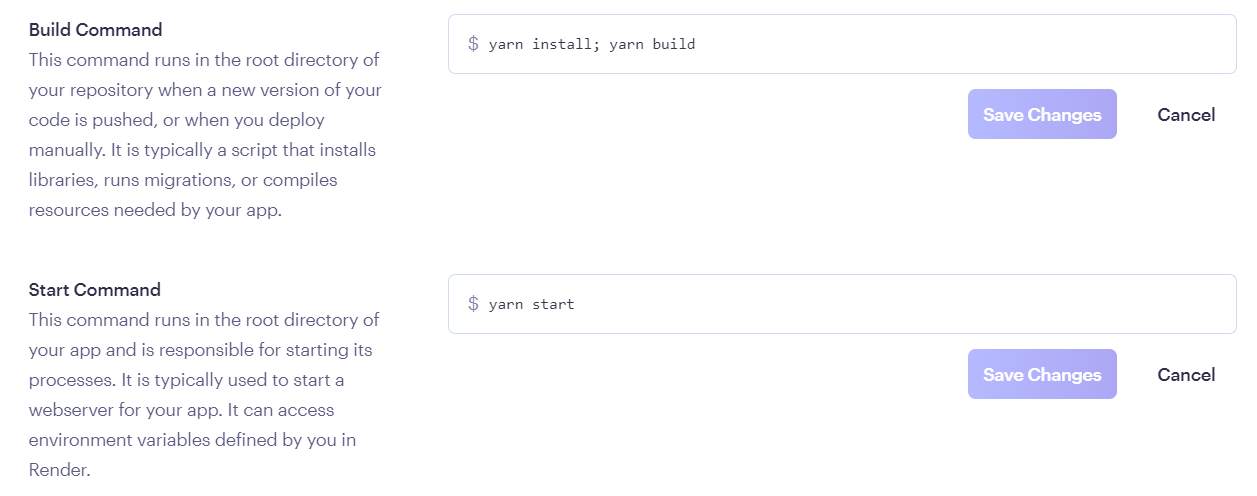 Build Command
This command runs in the root directory of
your repository when a new version of your
code is pushed, or when you deploy
manually. It is typically a script that installs
libraries, runs migrations, or compiles
resources needed by your app.
$ yarn install; yarn build
Save Changes
Cancel
Start Command
This command runs in the root directory of
your app and is responsible for starting its
processes. It is typically used to start a
webserver for your app. It can access
environment variables defined by you in
Render.
$ yarn start
Save Changes
Cancel